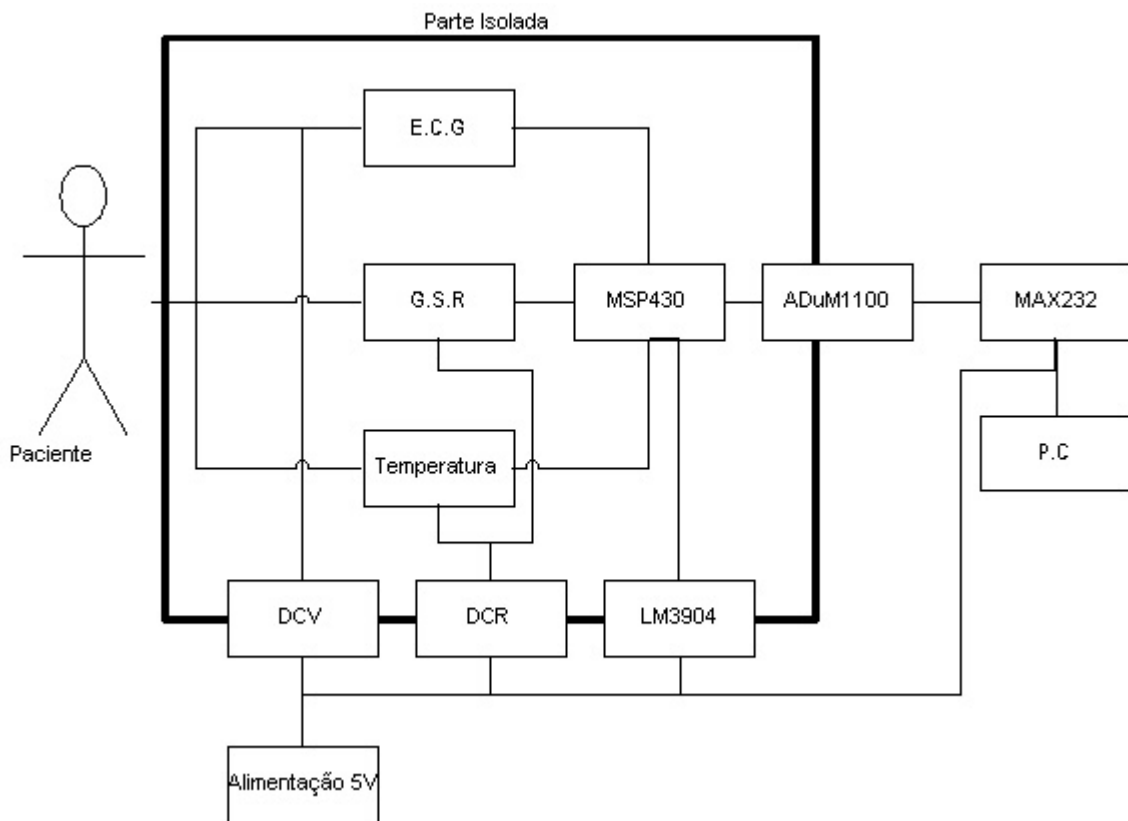 Parte Isolada
E.C.G
G.S.R
MSP430
ADuM1100
MAX232
Paciente
Temperatura
P.C
DCV
DCR
LM3904
Alimentação 5V